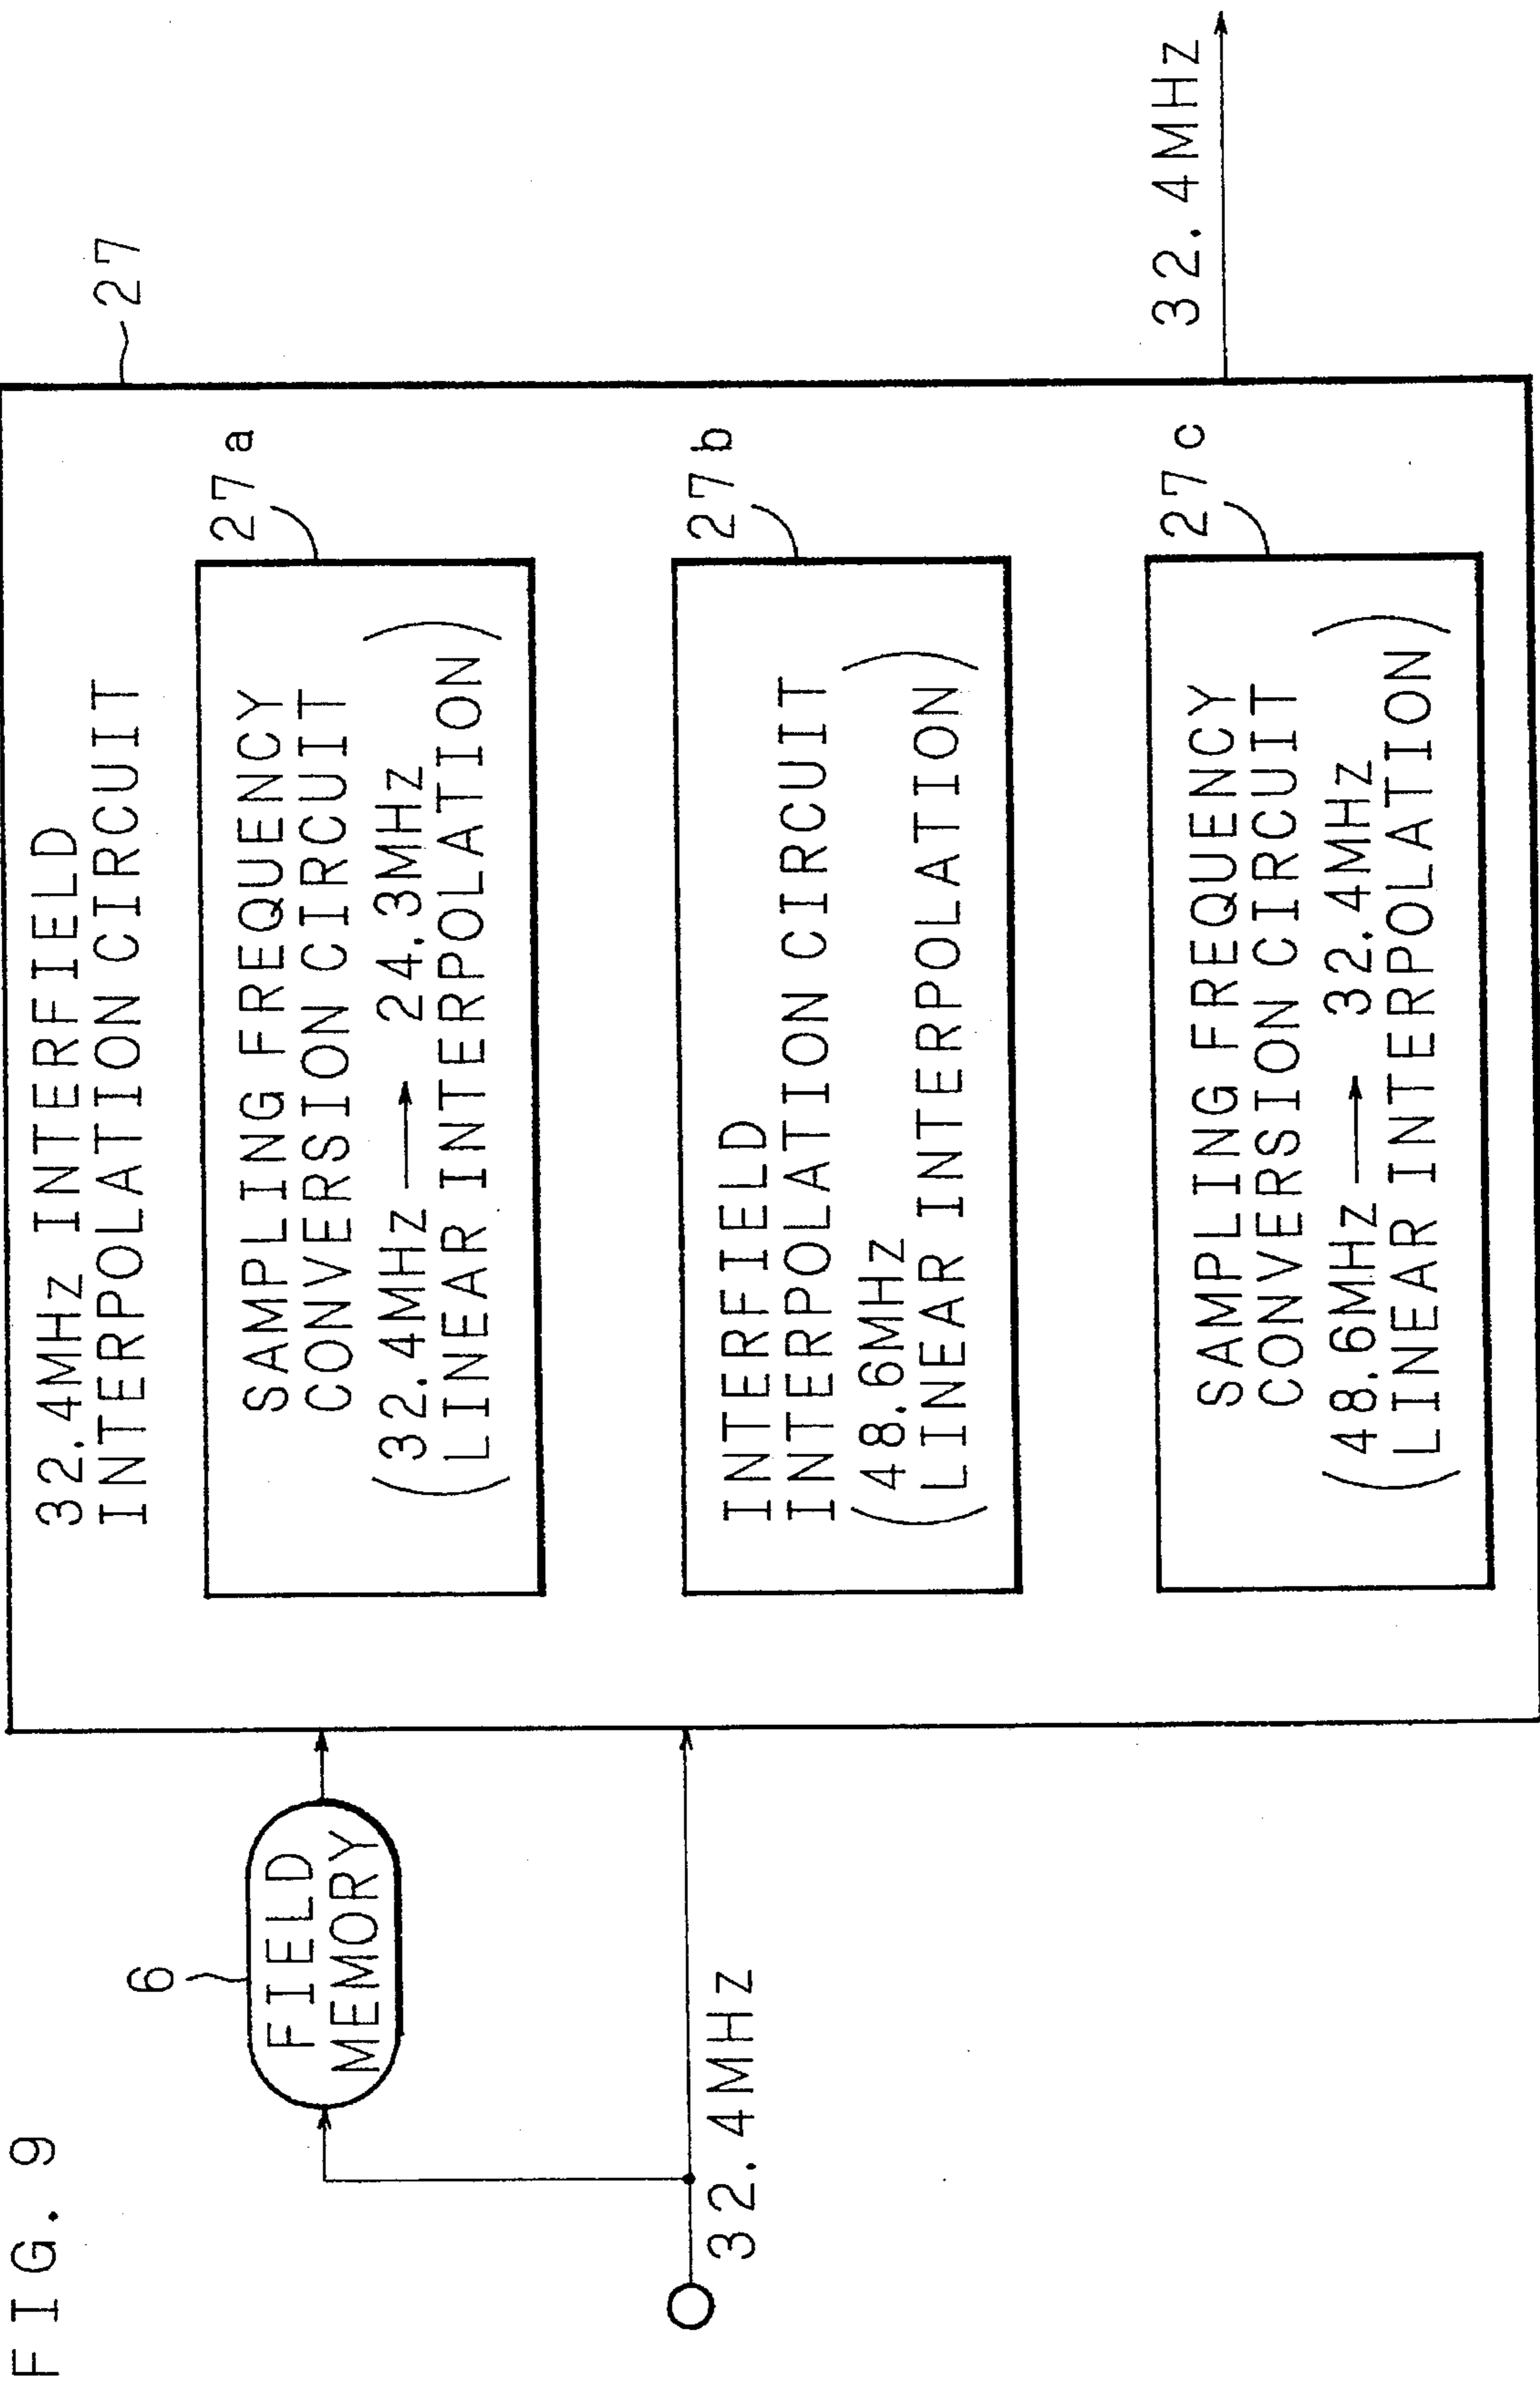 FIG. 9
6
FIELD
MEMORY
32.4MHz
27
32.4MHz INTERFIELD
INTERPOLATION CIRCUIT
27a
SAMPLING FREQUENCY
CONVERSION CIRCUIT
(32.4MHz → 24.3MHz
LINEAR INTERPOLATION)
27b
INTERFIELD
INTERPOLATION CIRCUIT
(48.6MHz
LINEAR INTERPOLATION)
27c
SAMPLING FREQUENCY
CONVERSION CIRCUIT
(48.6MHz → 32.4MHz
LINEAR INTERPOLATION)
32.4MHz